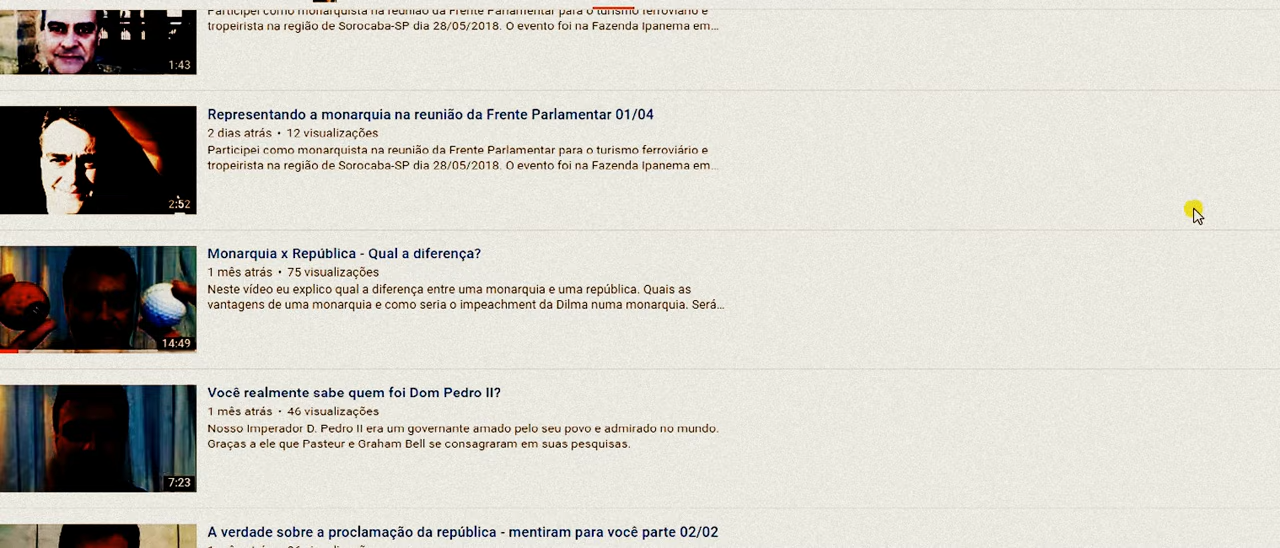 Participei como monarquista na reunião da Frente Parlamentar para o turismo ferroviário e
tropeirista na região de Sorocaba-SP dia 28/05/2018. O evento foi na Fazenda Ipanema em...
1:43
Representando a monarquia na reunião da Frente Parlamentar 01/04
2 dias atrás • 12 visualizações
Participei como monarquista na reunião da Frente Parlamentar para o turismo ferroviário e
tropeirista na região de Sorocaba-SP dia 28/05/2018. O evento foi na Fazenda Ipanema em...
2:52
Monarquia x República - Qual a diferença?
1 mês atrás • 75 visualizações
Neste vídeo eu explico qual a diferença entre uma monarquia e uma república. Quais as
vantagens de uma monarquia e como seria o impeachment da Dilma numa monarquia. Será...
14:49
Você realmente sabe quem foi Dom Pedro II?
1 mês atrás • 46 visualizações
Nosso Imperador D. Pedro II era um governante amado pelo seu povo e admirado no mundo.
Graças a ele que Pasteur e Graham Bell se consagraram em suas pesquisas.
7:23
A verdade sobre a proclamação da república - mentiram para você parte 02/02